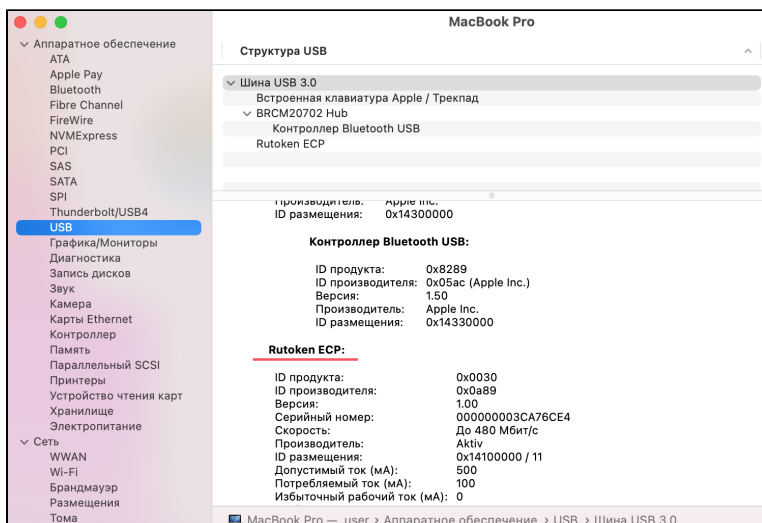 MacBook Pro
Аппаратное обеспечение
ATA
Apple Pay
Bluetooth
Fibre Channel
FireWire
NVMExpress
PCI
SAS
SATA
SPI
Thunderbolt/USB4
USB
Графика/Мониторы
Диагностика
Запись дисков
Звук
Камера
Карты Ethernet
Контроллер
Память
Параллельный SCSI
Принтеры
Устройство чтения карт
Хранилище
Электропитание
Сеть
WWAN
Wi-Fi
Брандмауэр
Размещения
Тома
Структура USB
Шина USB 3.0
Встроенная клавиатура Apple / Трекпад
BRCM20702 Hub
Контроллер Bluetooth USB
Rutoken ECP
Производитель: Apple Inc.
ID размещения: 0x14300000
Контроллер Bluetooth USB:
ID продукта: 0x8289
ID производителя: 0x05ac (Apple Inc.)
Версия: 1.50
Производитель: Apple Inc.
ID размещения: 0x14330000
Rutoken ECP:
ID продукта: 0x0030
ID производителя: 0x0a89
Версия: 1.00
Серийный номер: 000000003CA76CE4
Скорость: До 480 Мбит/с
Производитель: Aktiv
ID размещения: 0x14100000 / 11
Допустимый ток (мА): 500
Потребляемый ток (мА): 100
Избыточный рабочий ток (мА): 0
MacBook Pro — user › Аппаратное обеспечение › USB › Шина USB 3.0